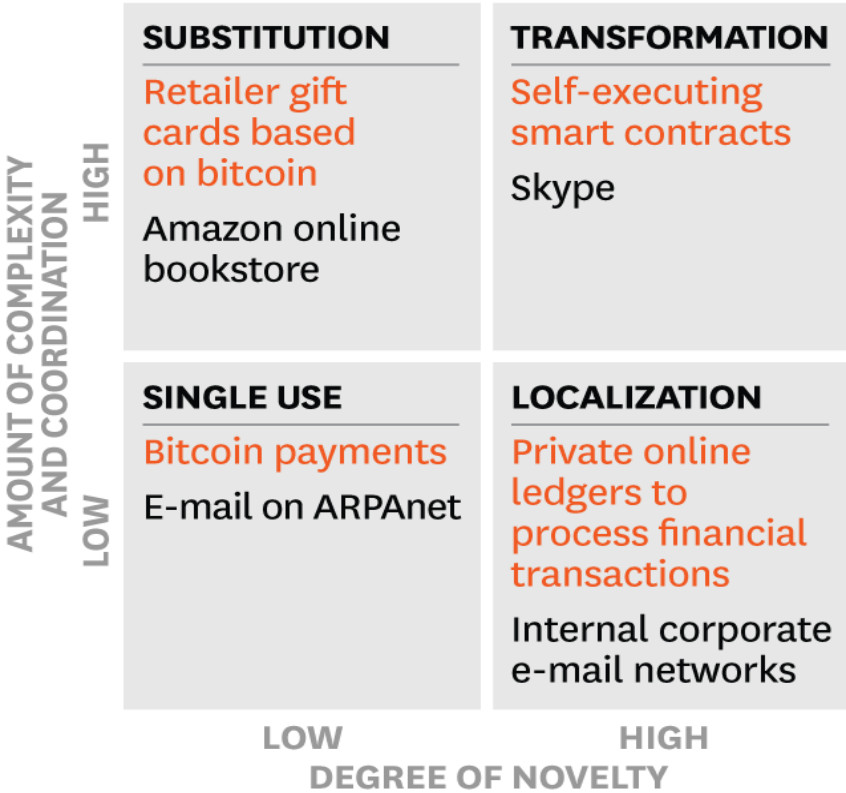 AMOUNT OF COMPLEXITY
AND COORDINATION
HIGH
LOW
SUBSTITUTION
Retailer gift
cards based
on bitcoin
Amazon online
bookstore
TRANSFORMATION
Self-executing
smart contracts
Skype
SINGLE USE
Bitcoin payments
E-mail on ARPAnet
LOCALIZATION
Private online
ledgers to
process financial
transactions
Internal corporate
e-mail networks
LOW
HIGH
DEGREE OF NOVELTY